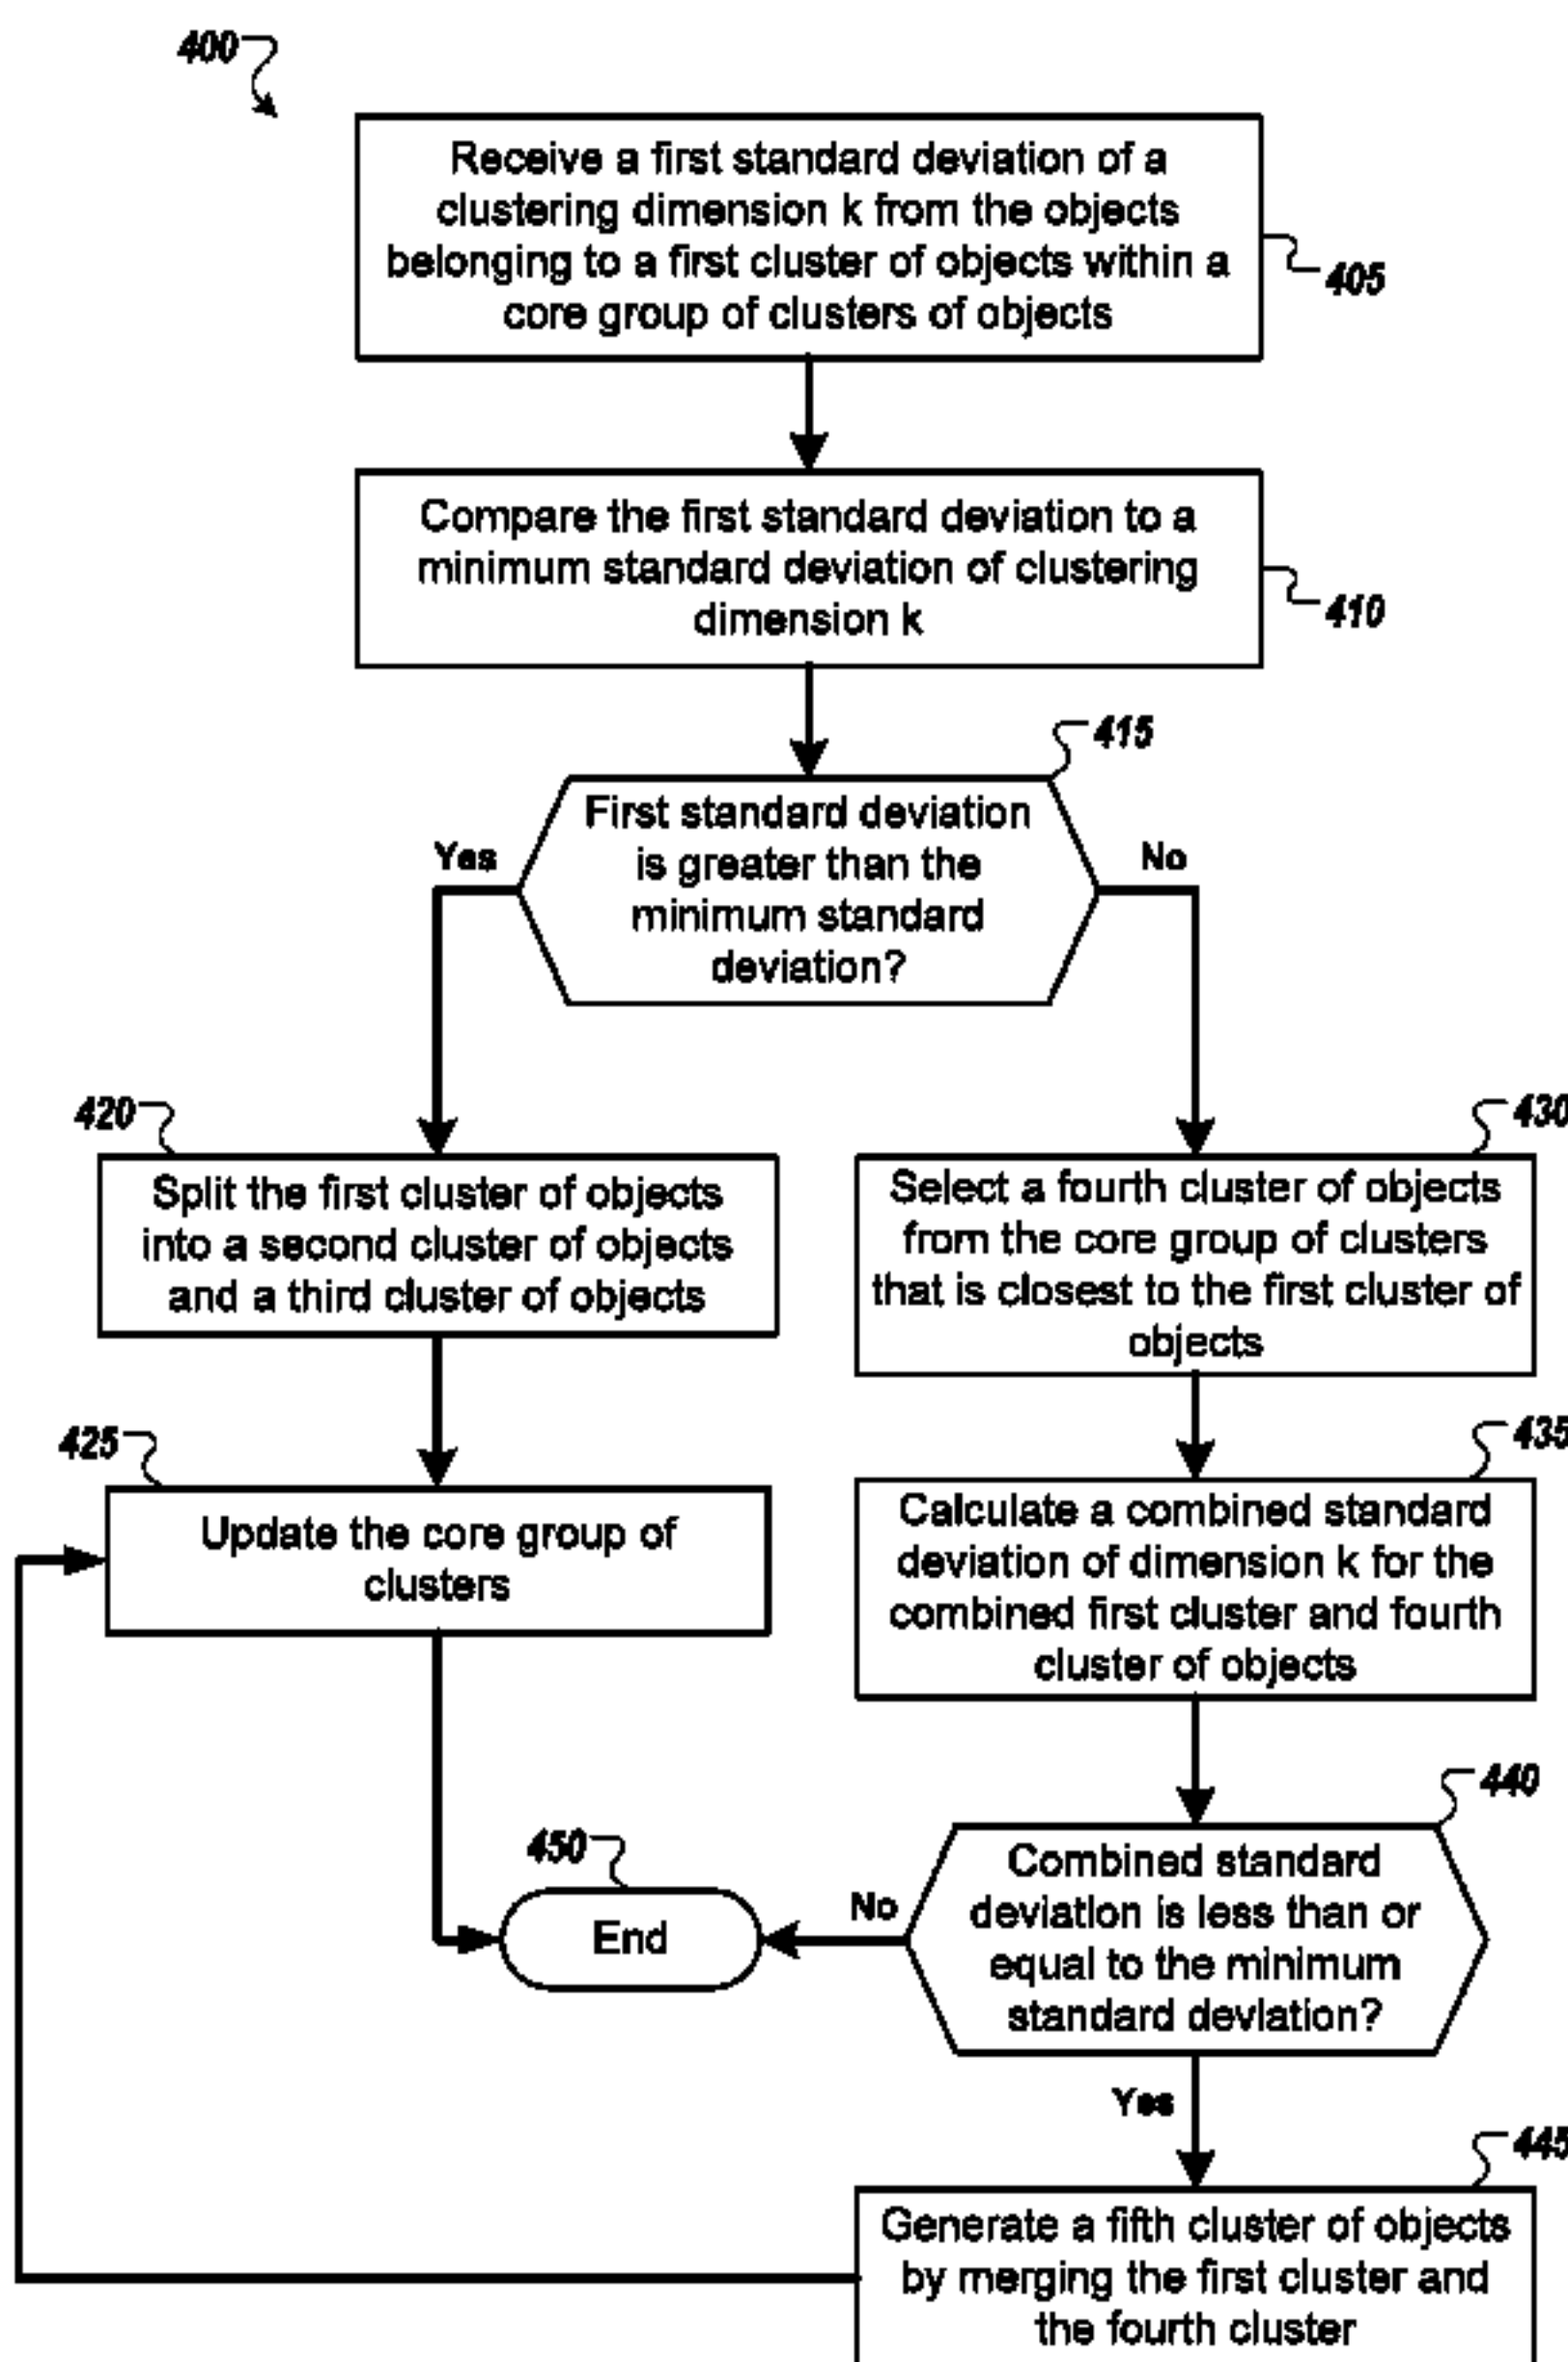 400
Receive a first standard deviation of a
clustering dimension k from the objects
belonging to a first cluster of objects within a
core group of clusters of objects
405
Compare the first standard deviation to a
minimum standard deviation of clustering
dimension k
410
415
First standard deviation
is greater than the
minimum standard
deviation?
Yes
No
420
Split the first cluster of objects
into a second cluster of objects
and a third cluster of objects
430
Select a fourth cluster of objects
from the core group of clusters
that is closest to the first cluster of
objects
425
Update the core group of
clusters
435
Calculate a combined standard
deviation of dimension k for the
combined first cluster and fourth
cluster of objects
440
Combined standard
deviation is less than or
equal to the minimum
standard deviation?
450
End
No
Yes
445
Generate a fifth cluster of objects
by merging the first cluster and
the fourth cluster